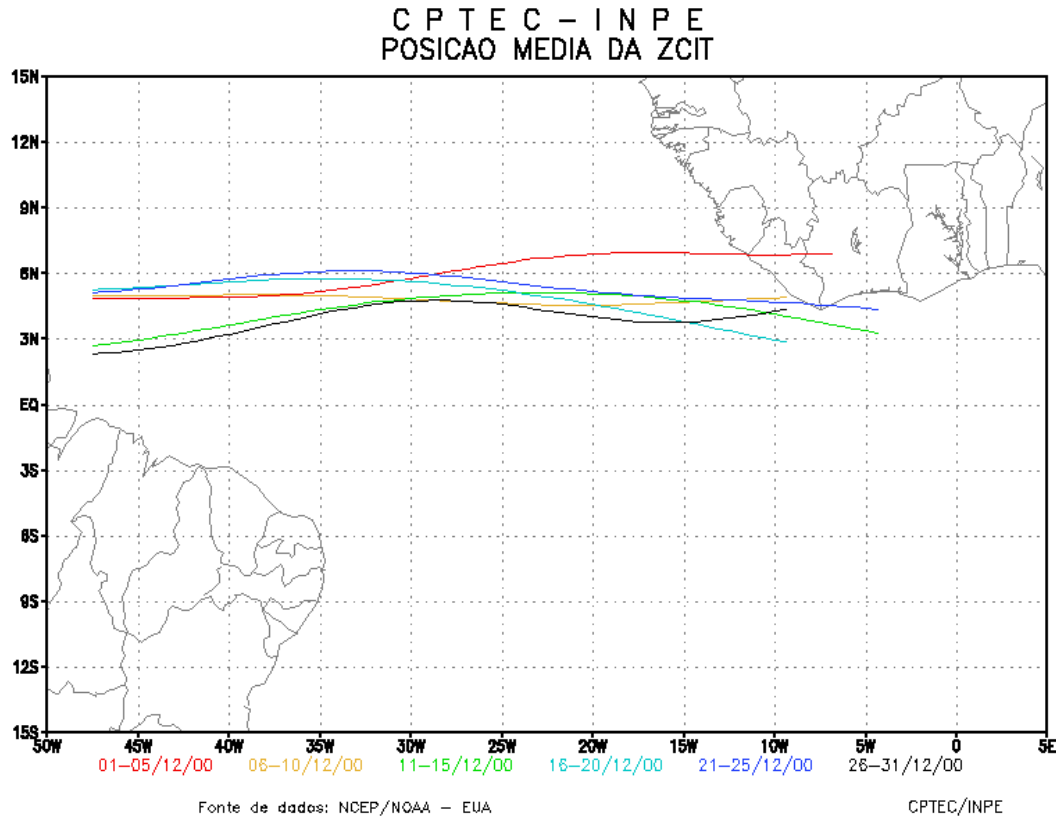 C P T E C – I N P E
POSICAO MEDIA DA ZCIT
15N
12N
9N
6N
3N
EQ
3S
6S
9S
12S
15S
50W 45W 40W 35W 30W 25W 20W 15W 10W 5W 0 5E
01–05/12/00 06–10/12/00 11–15/12/00 16–20/12/00 21–25/12/00 26–31/12/00
Fonte de dados: NCEP/NOAA – EUA CPTEC/INPE